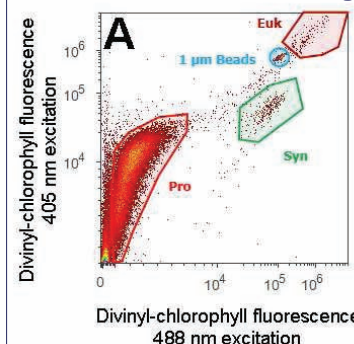 A
Euk
1 µm Beads
Syn
Pro
10⁶
10⁵
10⁴
0
10⁴
10⁵
10⁶
Divinyl-chlorophyll fluorescence
405 nm excitation
Divinyl-chlorophyll fluorescence
488 nm excitation